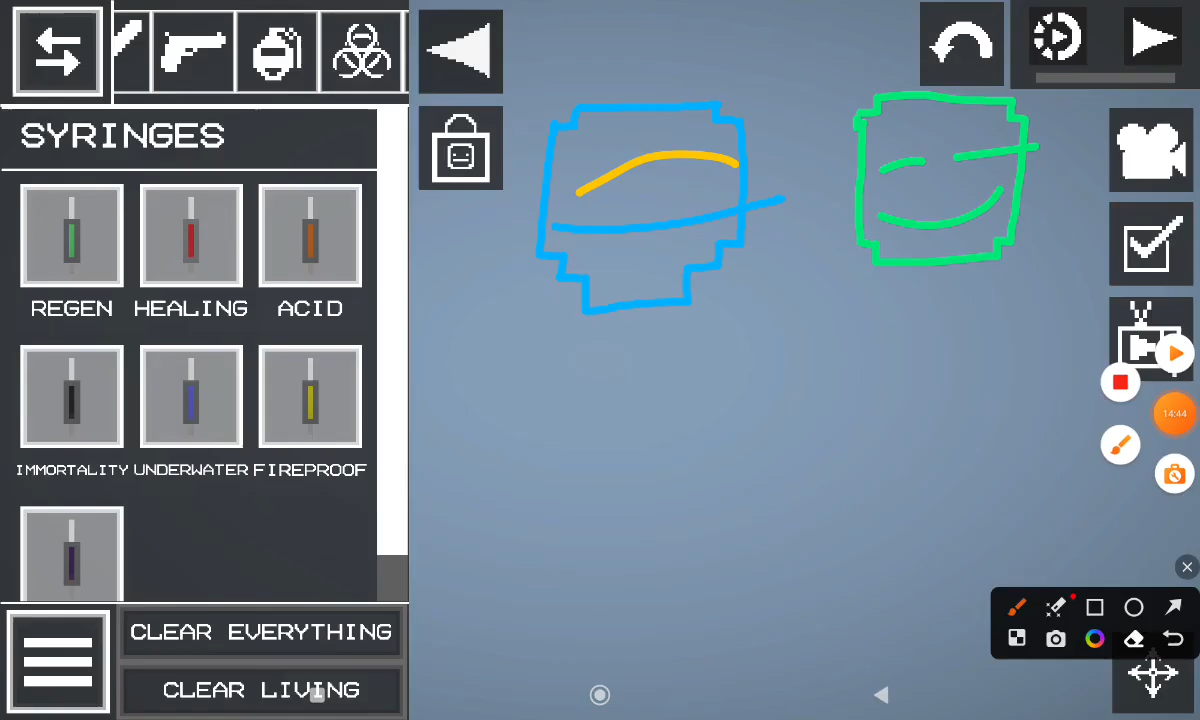 SYRINGES
REGEN HEALING ACID
IMMORTALITY UNDERWATER FIREPROOF
14:44
CLEAR EVERYTHING
CLEAR LIVING